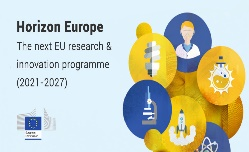 Horizon Europe
The next EU research &
innovation programme
(2021-2027)